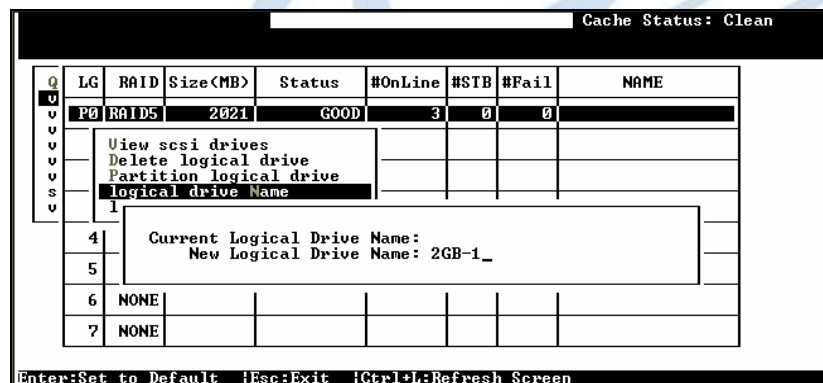 Cache Status: Clean
Q LG RAID Size(MB) Status #OnLine #STB #Fail NAME
v
v P0 RAID5 2021 GOOD 3 0 0
v
v View scsi drives
v Delete logical drive
v Partition logical drive
s logical drive Name
v l
4 Current Logical Drive Name:
New Logical Drive Name: 2GB-1_
5
6 NONE
7 NONE
Enter:Set to Default |Esc:Exit |Ctrl+L:Refresh Screen